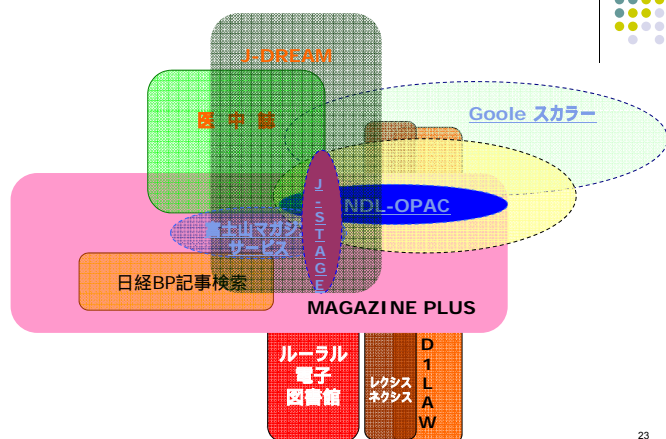 J-DREAM
医 中 誌
Goole スカラー
J-STAGE
NDL-OPAC
富士山マガジン
サービス
日経BP記事検索
MAGAZINE PLUS
ルーラル
電子
図書館
レクシス
ネクシス
D1LAW
23